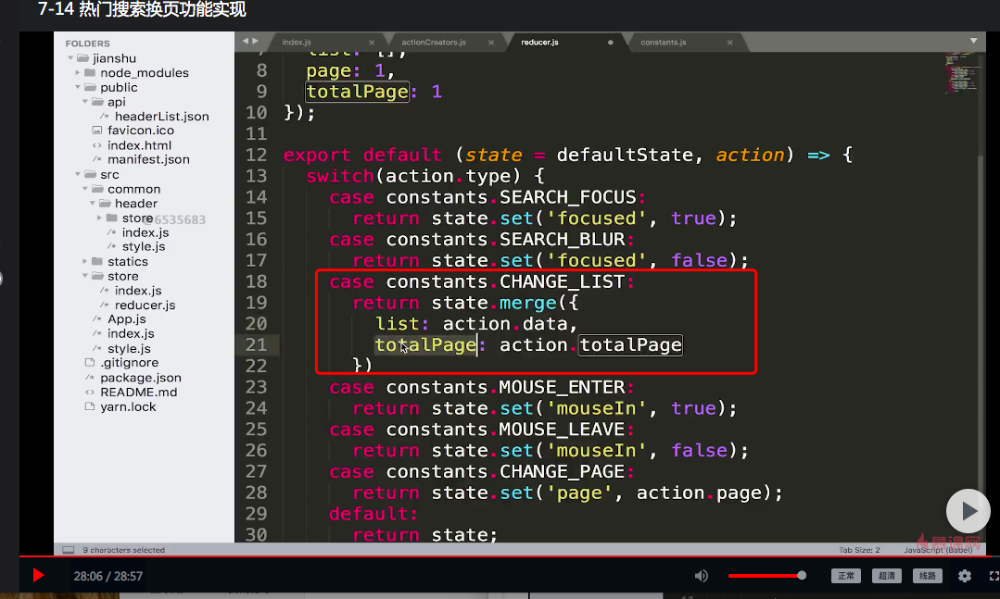 7-14 热门搜索换页功能实现
FOLDERS
jianshu
node_modules
public
api
/* headerList.json
favicon.ico
<> index.html
/* manifest.json
src
common
header
store
@6535683
/* index.js
/* style.js
statics
store
/* index.js
/* reducer.js
/* App.js
/* index.js
/* style.js
.gitignore
/* package.json
<> README.md
yarn.lock
index.js ×
actionCreators.js ×
reducer.js
constants.js ×
7 list: [],
8 page: 1,
9 totalPage: 1
10 });
11
12 export default (state = defaultState, action) => {
13 switch(action.type) {
14 case constants.SEARCH_FOCUS:
15 return state.set('focused', true);
16 case constants.SEARCH_BLUR:
17 return state.set('focused', false);
18 case constants.CHANGE_LIST:
19 return state.merge({
20 list: action.data,
21 totalPage: action.totalPage
22 })
23 case constants.MOUSE_ENTER:
24 return state.set('mouseIn', true);
25 case constants.MOUSE_LEAVE:
26 return state.set('mouseIn', false);
27 case constants.CHANGE_PAGE:
28 return state.set('page', action.page);
29 default:
30 return state;
9 characters selected
Tab Size: 2
JavaScript (Babel)
慕课网
28:06 / 28:57
正常
超清
线路